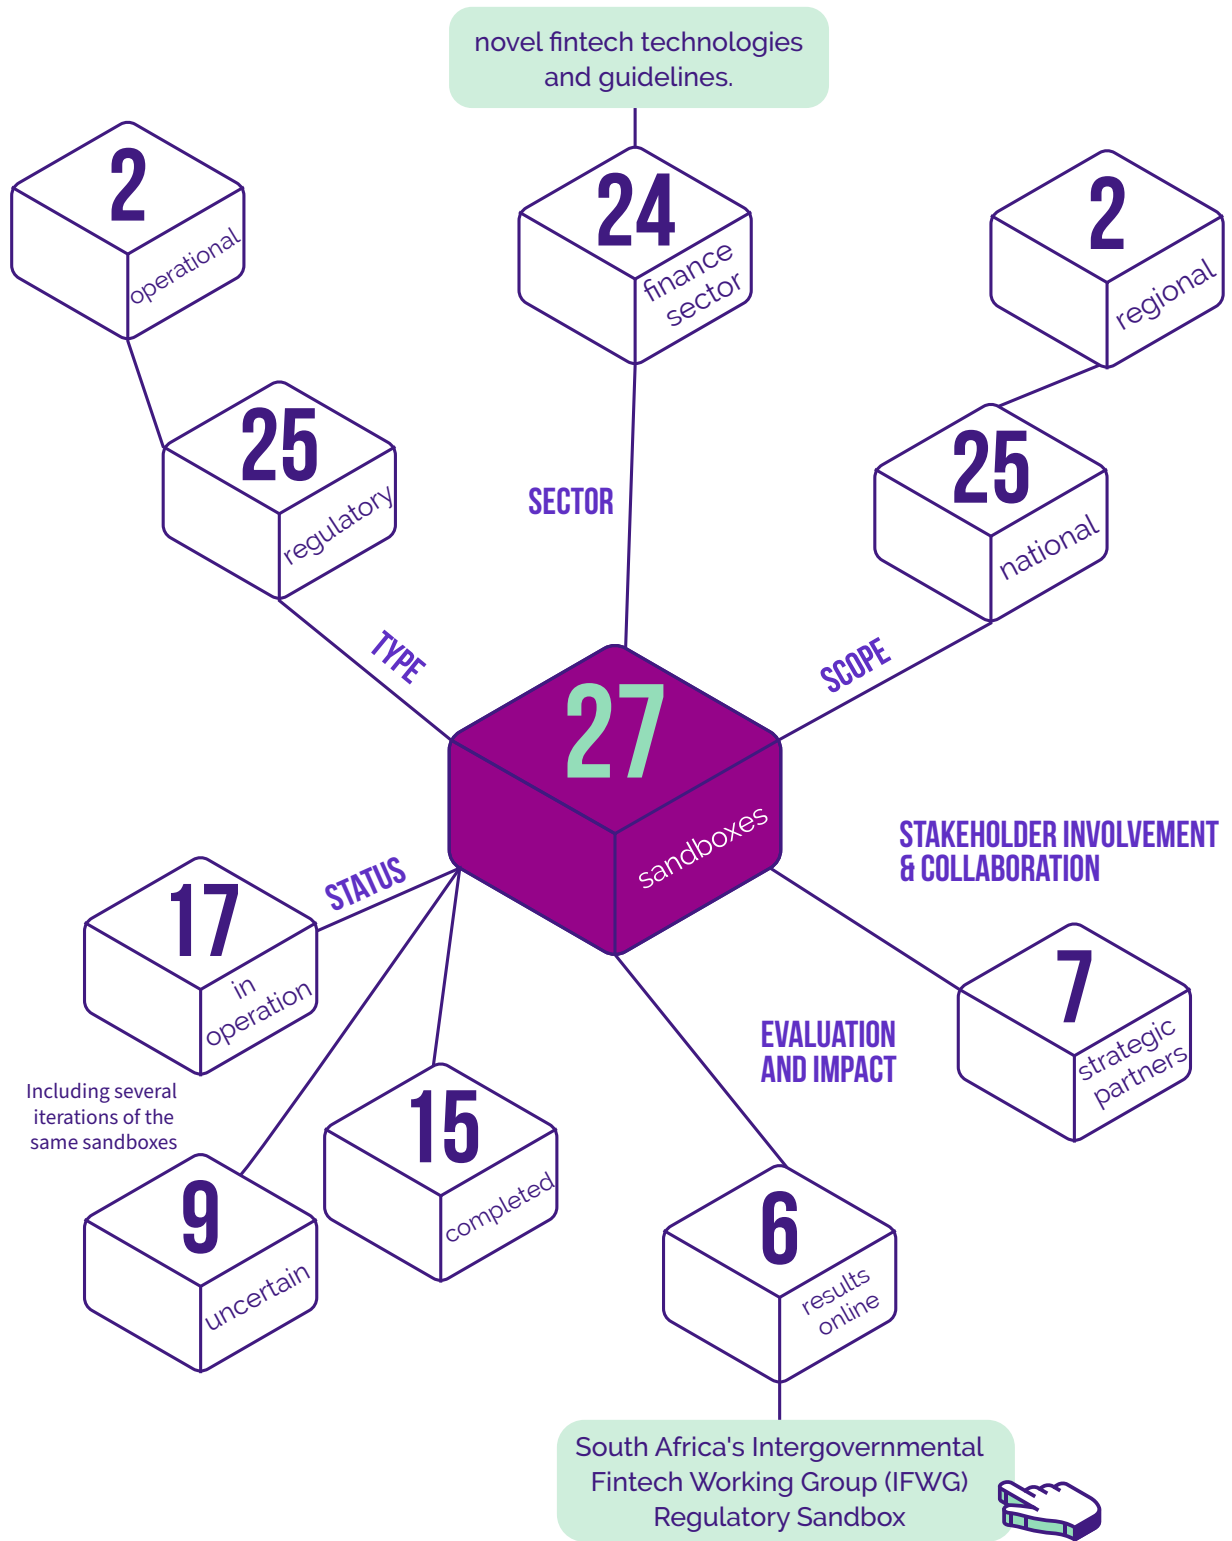 novel fintech technologies
and guidelines.
2
operational
24
finance
sector
2
regional
25
regulatory
25
national
SECTOR
TYPE
SCOPE
27
sandboxes
STAKEHOLDER INVOLVEMENT
& COLLABORATION
STATUS
17
in
operation
7
strategic
partners
EVALUATION
AND IMPACT
Including several
iterations of the
same sandboxes
15
completed
9
uncertain
6
results
online
South Africa's Intergovernmental
Fintech Working Group (IFWG)
Regulatory Sandbox